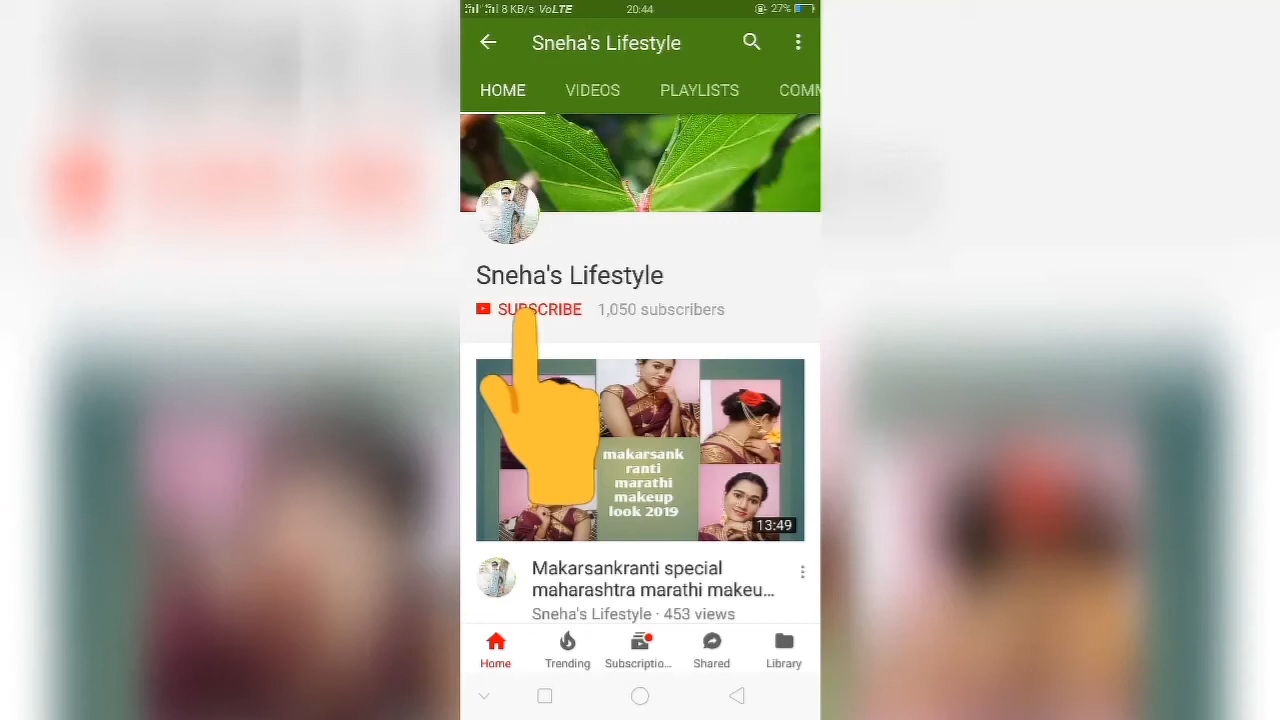 8 KB/s VoLTE 20:44 27%
Sneha's Lifestyle
HOME VIDEOS PLAYLISTS COMM
Sneha's Lifestyle
SUBSCRIBE 1,050 subscribers
makarsank
ranti
marathi
makeup
look 2019
13:49
Makarsankranti special
maharashtra marathi makeu...
Sneha's Lifestyle · 453 views
Home Trending Subscriptio... Shared Library